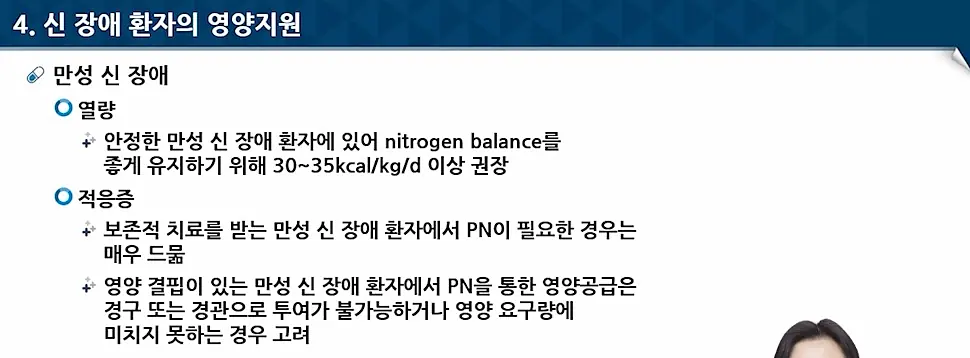 4. 신 장애 환자의 영양지원
만성 신 장애
열량
안정한 만성 신 장애 환자에 있어 nitrogen balance를
좋게 유지하기 위해 30~35kcal/kg/d 이상 권장
적응증
보존적 치료를 받는 만성 신 장애 환자에서 PN이 필요한 경우는
매우 드묾
영양 결핍이 있는 만성 신 장애 환자에서 PN을 통한 영양공급은
경구 또는 경관으로 투여가 불가능하거나 영양 요구량에
미치지 못하는 경우 고려